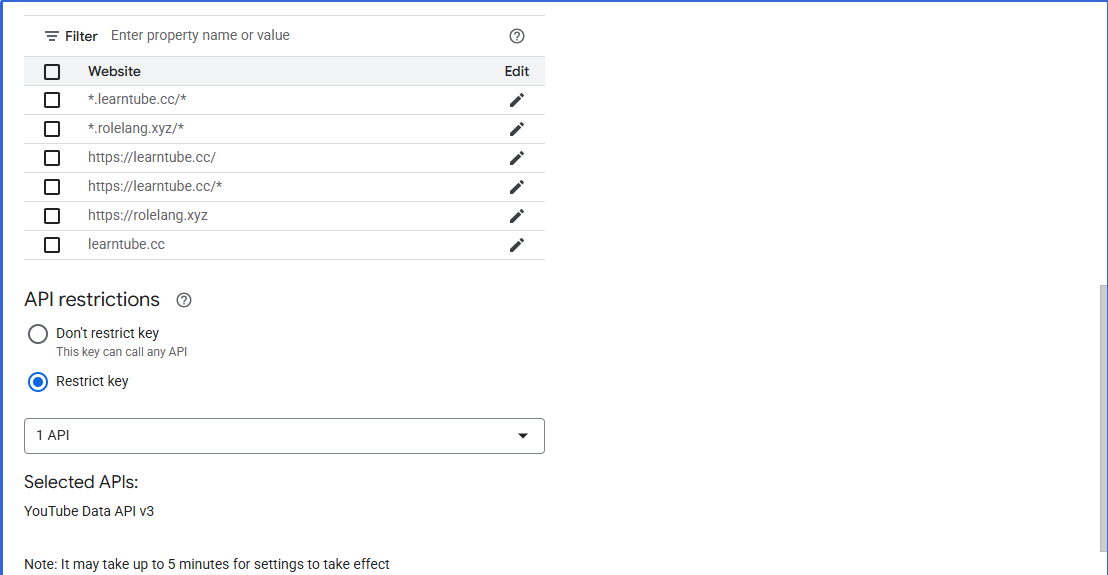 Filter Enter property name or value
Website Edit
*.learntube.cc/*
*.rolelang.xyz/*
https://learntube.cc/
https://learntube.cc/*
https://rolelang.xyz
learntube.cc
API restrictions
Don't restrict key
This key can call any API
Restrict key
1 API
Selected APIs:
YouTube Data API v3
Note: It may take up to 5 minutes for settings to take effect